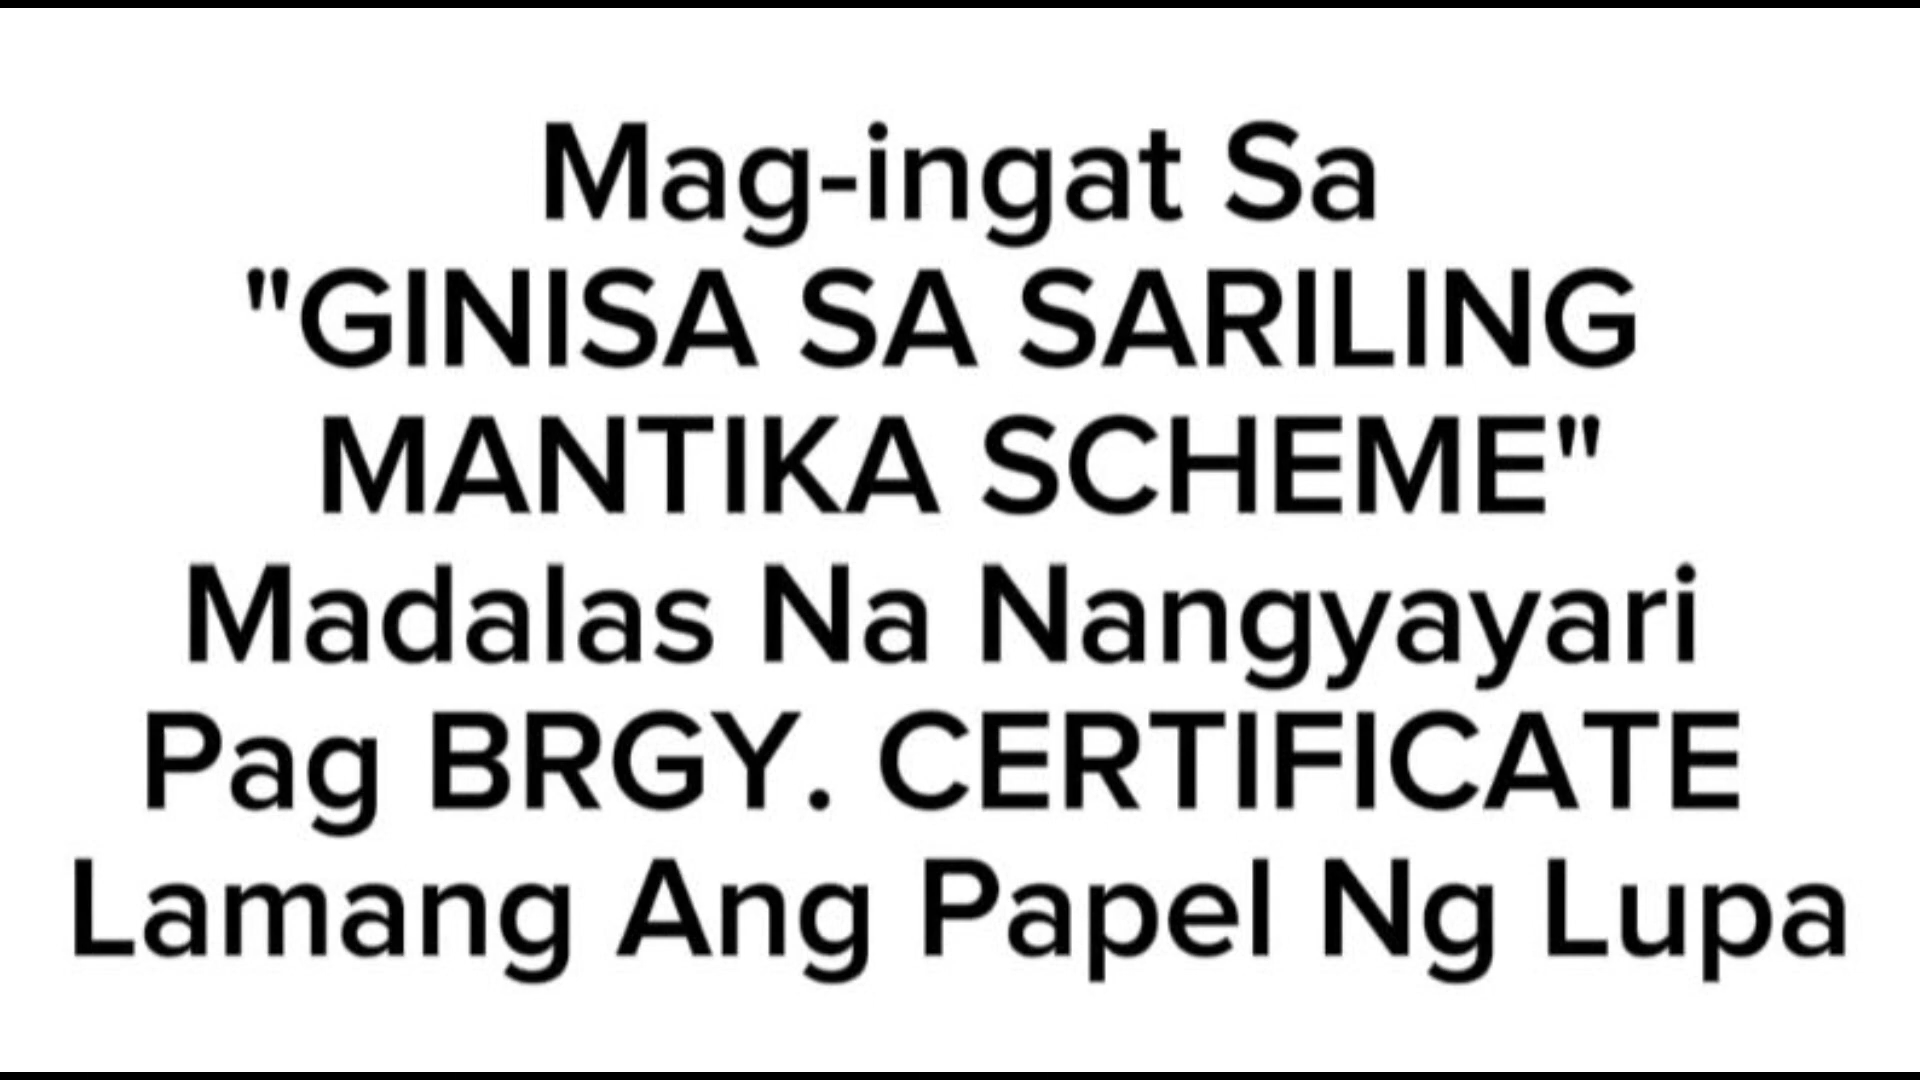 Mag-ingat Sa
"GINISA SA SARILING
MANTIKA SCHEME"
Madalas Na Nangyayari
Pag BRGY. CERTIFICATE
Lamang Ang Papel Ng Lupa